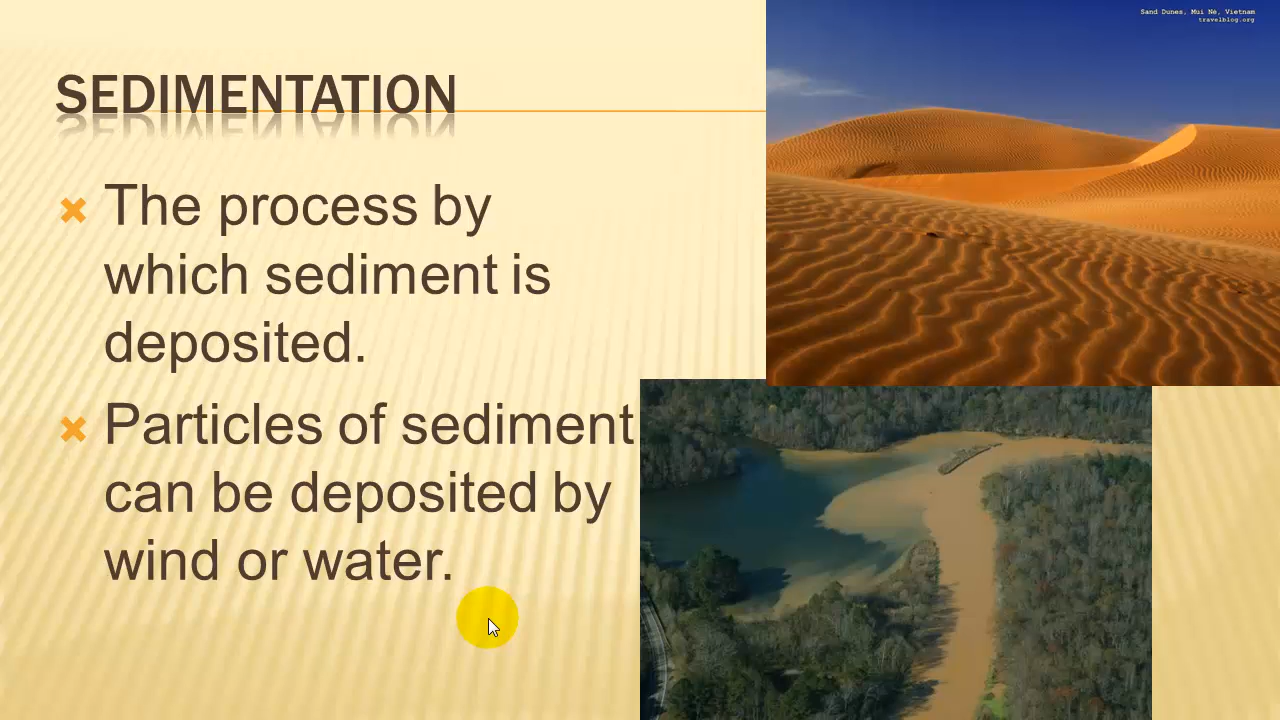 SEDIMENTATION
The process by
which sediment is
deposited.
Particles of sediment
can be deposited by
wind or water.
Sand Dunes, Mui Ne, Vietnam
travelblog.org